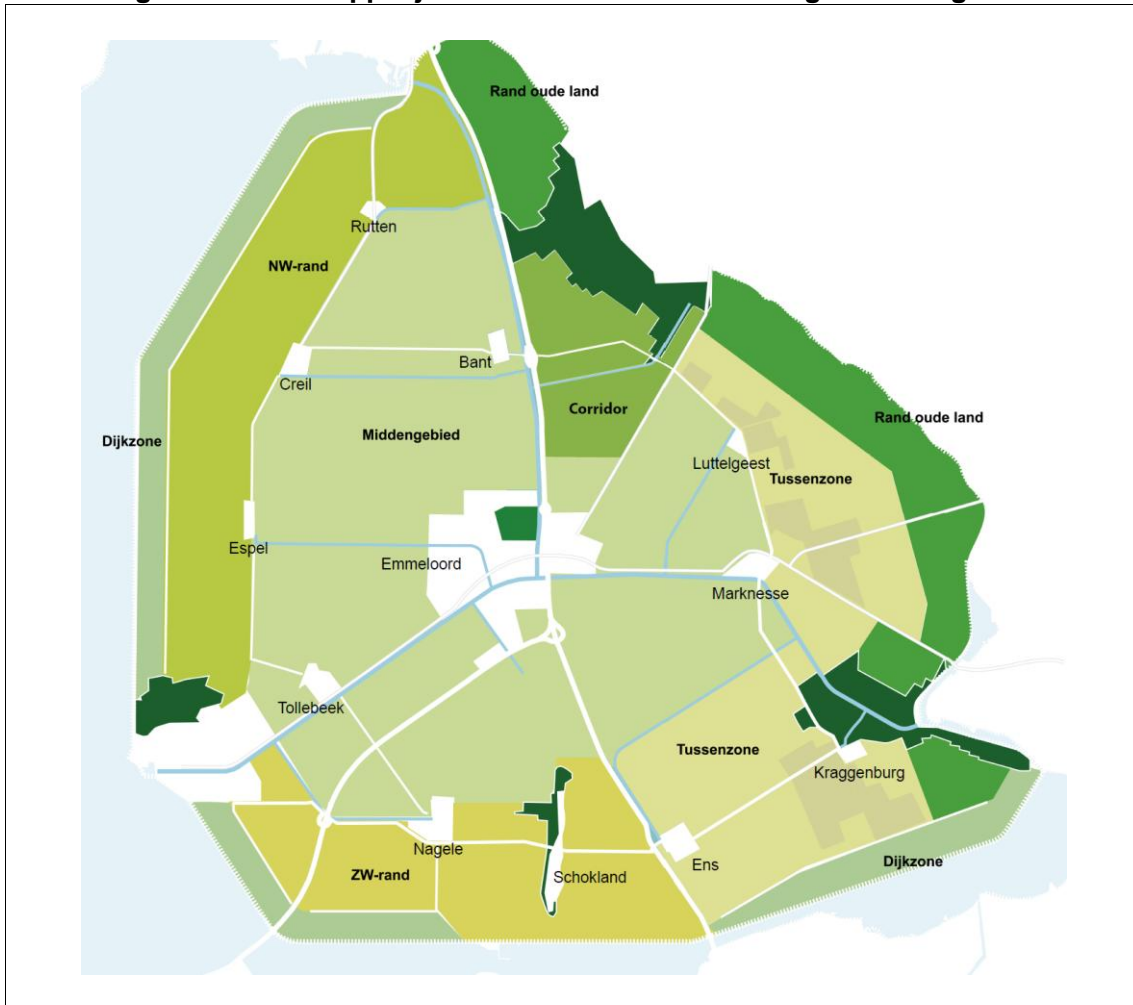 Rand oude land
Rutten
NW-rand
Bant
Creil
Corridor
Rand oude land
Dijkzone
Middengebied
Luttelgeest
Tussenzone
Espel
Emmeloord
Marknesse
Tollebeek
Tussenzone
Kraggenburg
Nagele
Dijkzone
Ens
ZW-rand
Schokland